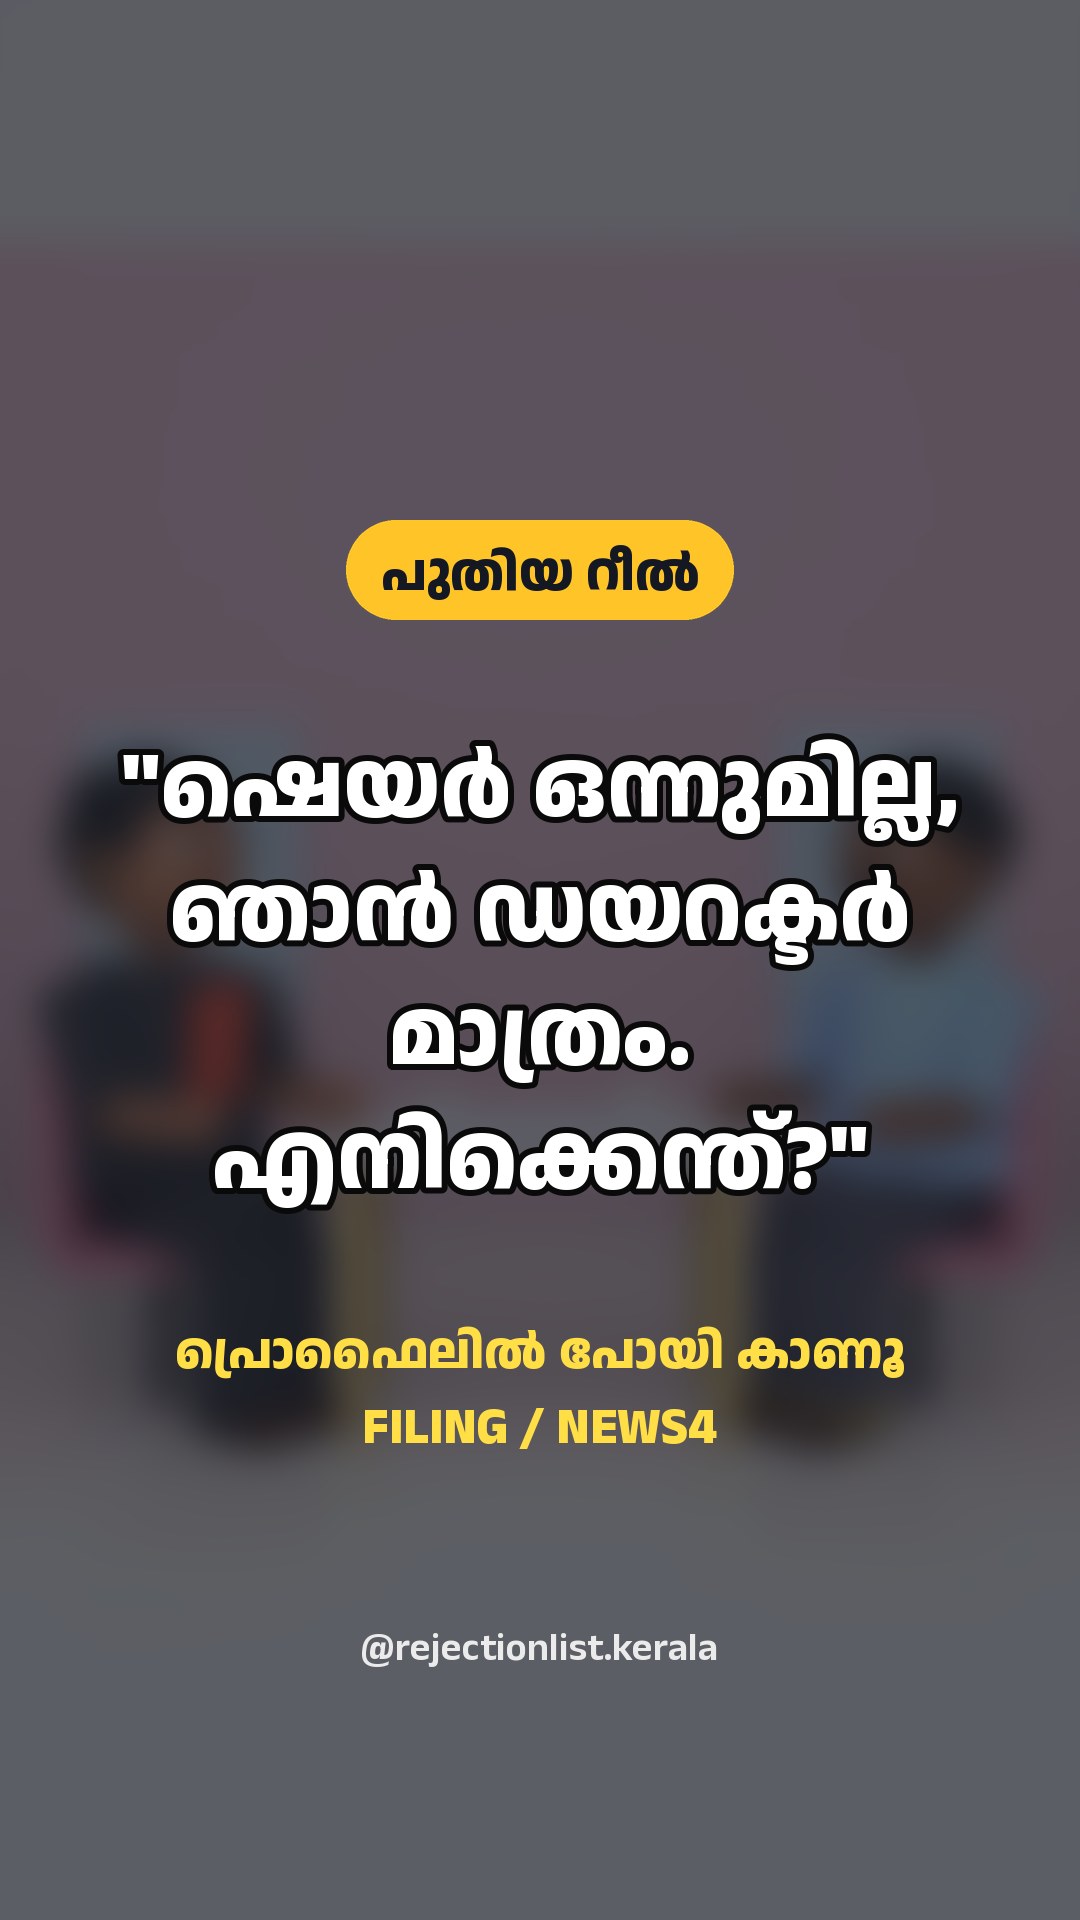 പുതിയ റീൽ
"ഷെയർ ഒന്നുമില്ല,
ഞാൻ ഡയറക്ടർ
മാത്രം.
എനിക്കെന്ത്?"
പ്രൊഫൈലിൽ പോയി കാണൂ
FILING / NEWS4
@rejectionlist.kerala